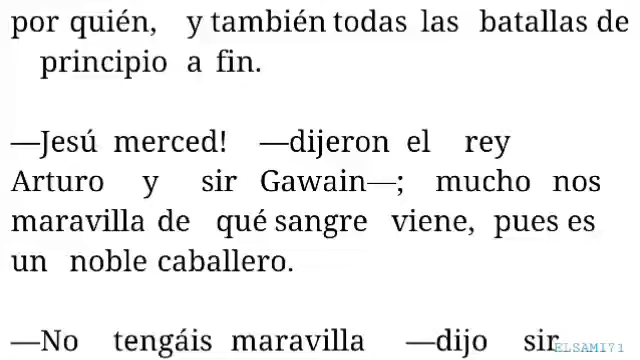 por quién, y también todas las batallas de
principio a fin.
—Jesú merced! —dijeron el rey
Arturo y sir Gawain—; mucho nos
maravilla de qué sangre viene, pues es
un noble caballero.
—No tengáis maravilla —dijo sir
ELSAMI71